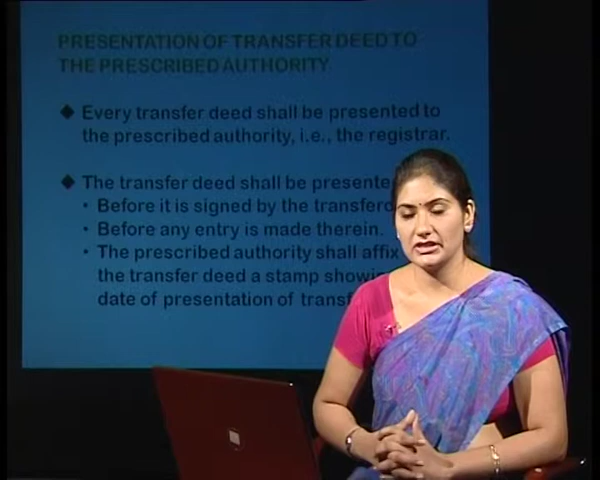 PRESENTATION OF TRANSFER DEED TO
THE PRESCRIBED AUTHORITY.
◆ Every transfer deed shall be presented to
the prescribed authority, i.e., the registrar.
◆ The transfer deed shall be presente
• Before it is signed by the transfero
• Before any entry is made therein.
• The prescribed authority shall affix
the transfer deed a stamp showing
date of presentation of transf